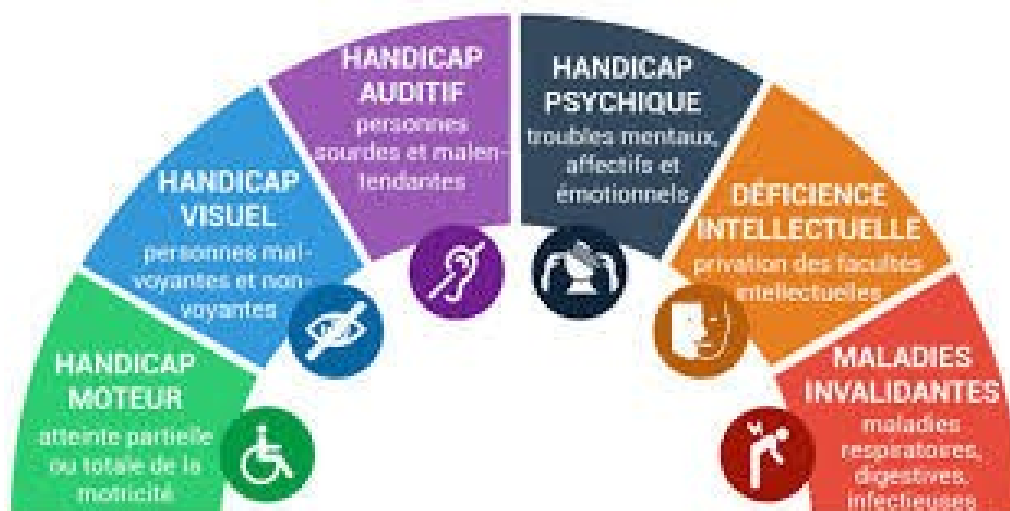 HANDICAP
MOTEUR
atteinte partielle
ou totale de la
motricité
HANDICAP
VISUEL
personnes mal-
voyantes et non-
voyantes
HANDICAP
AUDITIF
personnes
sourdes et malen-
tendantes
HANDICAP
PSYCHIQUE
troubles mentaux,
affectifs et
émotionnels
DÉFICIENCE
INTELLECTUELLE
privation des facultés
intellectuelles
MALADIES
INVALIDANTES
maladies
respiratoires,
digestives,
infectieuses